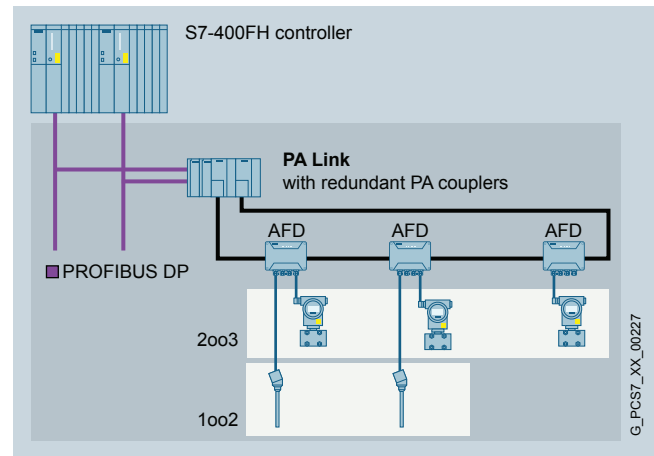 S7-400FH controller
PA Link
with redundant PA couplers
AFD
AFD
AFD
PROFIBUS DP
2oo3
1oo2
G_PCS7_XX_00227